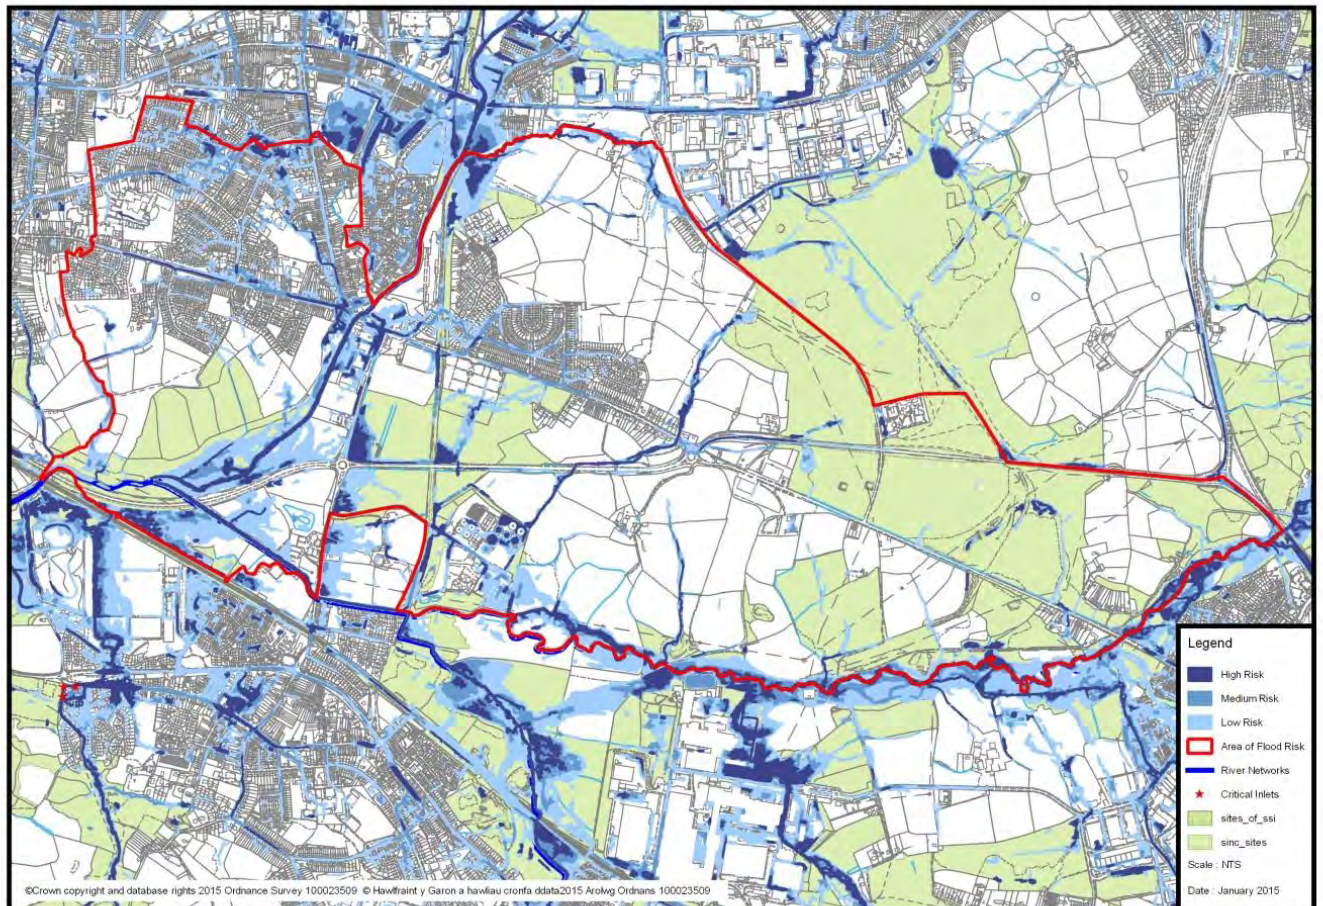 Legend
High Risk
Medium Risk
Low Risk
Area of Flood Risk
River Networks
Critical Inlets
sites_of_ssi
sinc_sites
Scale : NTS
Date : January 2015
©Crown copyright and database rights 2015 Ordnance Survey 100023509 © Hawlfraint y Goron a hawliau cronfa ddata2015 Arolwg Ordnans 100023509